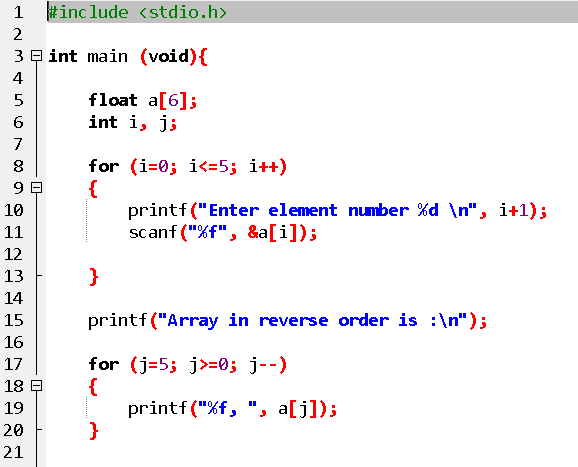 1 #include <stdio.h>
2
3 int main (void){
4
5 float a[6];
6 int i, j;
7
8 for (i=0; i<=5; i++)
9 {
10 printf("Enter element number %d \n", i+1);
11 scanf("%f", &a[i]);
12
13 }
14
15 printf("Array in reverse order is :\n");
16
17 for (j=5; j>=0; j--)
18 {
19 printf("%f, ", a[j]);
20 }
21